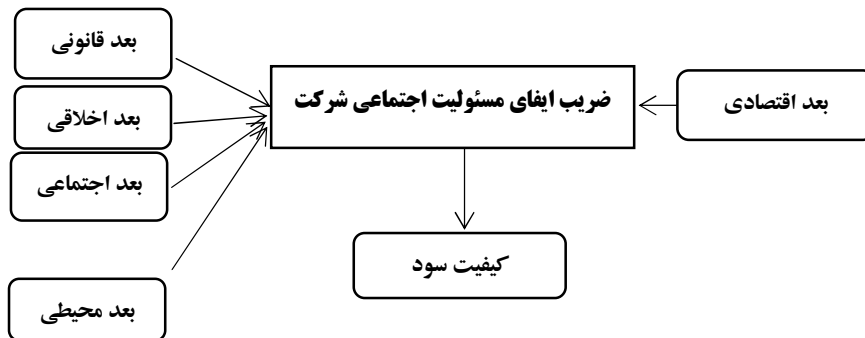 بعد قانونی
ضریب ایفای مسئولیت اجتماعی شرکت
بعد اقتصادی
بعد اخلاقی
بعد اجتماعی
کیفیت سود
بعد محیطی